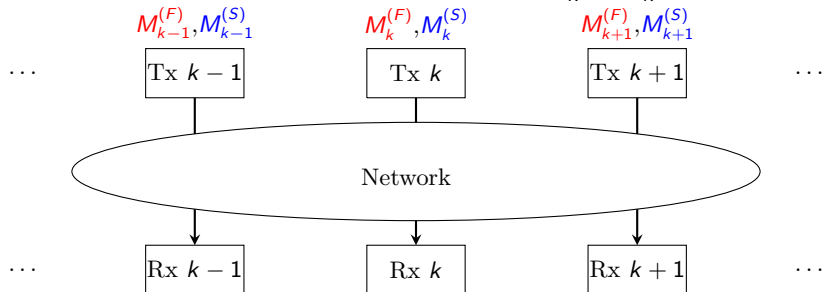 M_{k-1}^{(F)},M_{k-1}^{(S)} M_k^{(F)},M_k^{(S)} M_{k+1}^{(F)},M_{k+1}^{(S)}
⋯ Tx k − 1 Tx k Tx k + 1 ⋯
Network
⋯ Rx k − 1 Rx k Rx k + 1 ⋯